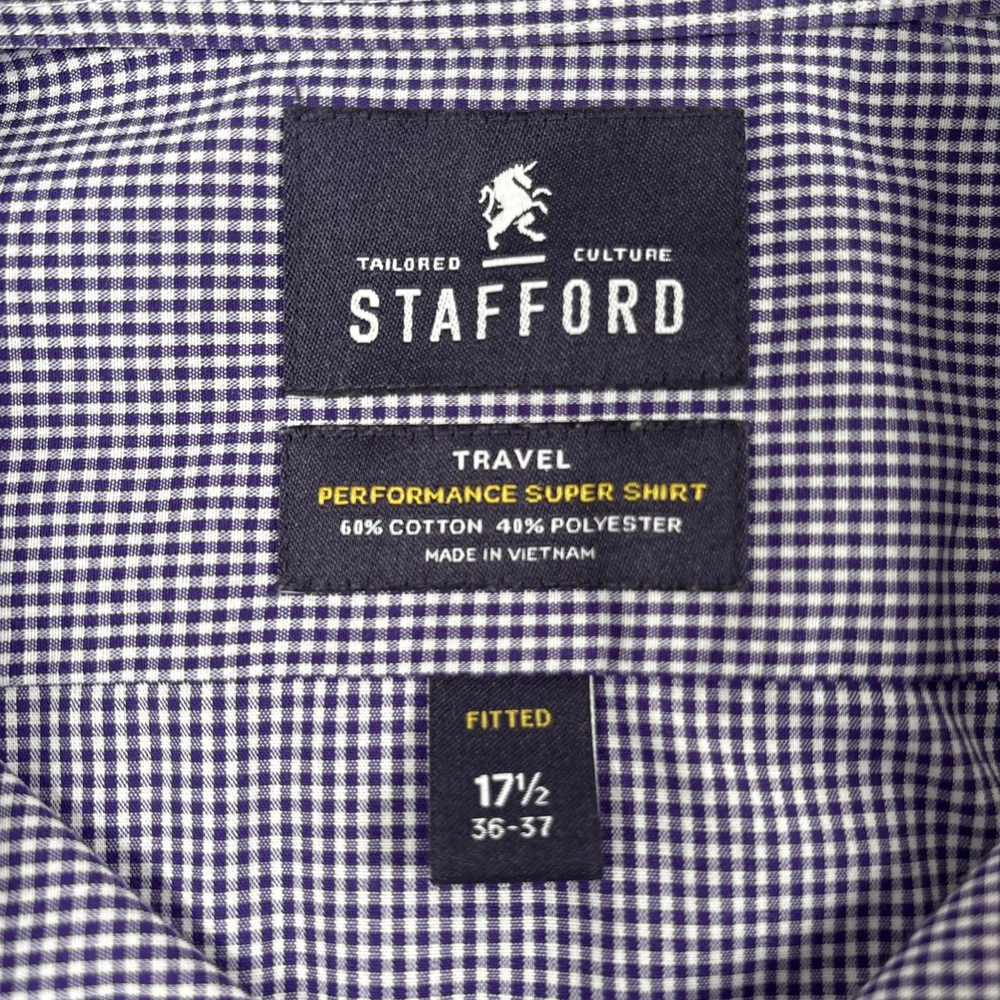 TAILORED CULTURE
STAFFORD
TRAVEL
PERFORMANCE SUPER SHIRT
60% COTTON 40% POLYESTER
MADE IN VIETNAM
FITTED
17½
36-37